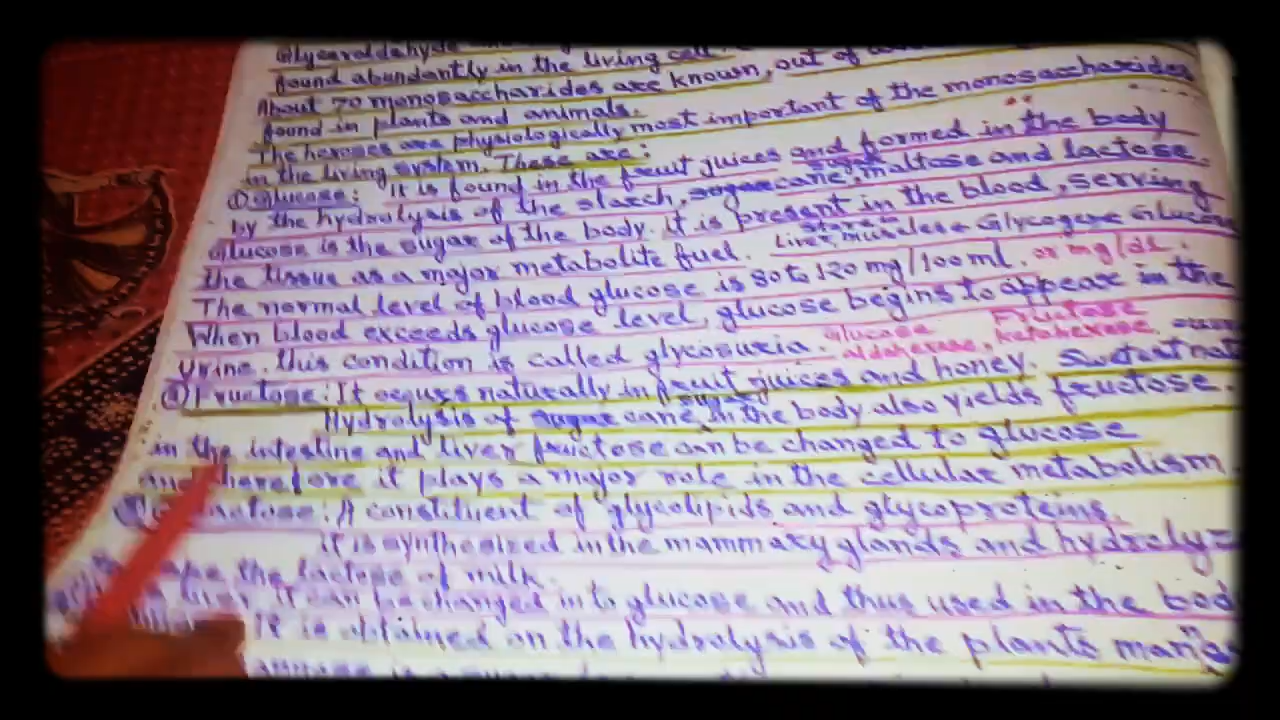 Glyceraldehyde
found abundantly in the living cell.
About 70 monosaccharides are known, out of
found in plants and animals.
The hexoses are physiologically most important of the monosaccharides
in the living system. These are:
① Glucose: It is found in the fruit juices and formed in the body
by the hydrolysis of the starch, sugarcane, maltose and lactose.
Glucose is the sugar of the body. It is present in the blood, serving
the tissue as a major metabolite fuel. Liver, muscles Glycogen Glucose
The normal level of blood glucose is 80 to 120 mg/100ml. or mg/dL.
When blood exceeds glucose level, glucose begins to appear in the
Urine. this condition is called glycosuria. Glucose aldohexose, Fructose ketohexose.
② Fructose: It occurs naturally in fruit juices and honey.
Hydrolysis of sugar cane in the body also yields fructose.
in the intestine and liver fructose can be changed to glucose
and therefore it plays a major role in the cellular metabolism.
A constituent of glycolipids and glycoproteins.
it is synthesized in the mammary glands and
the lactose of milk.
it can be changed into glucose and thus used in the
It is obtained on the hydrolysis of the plants